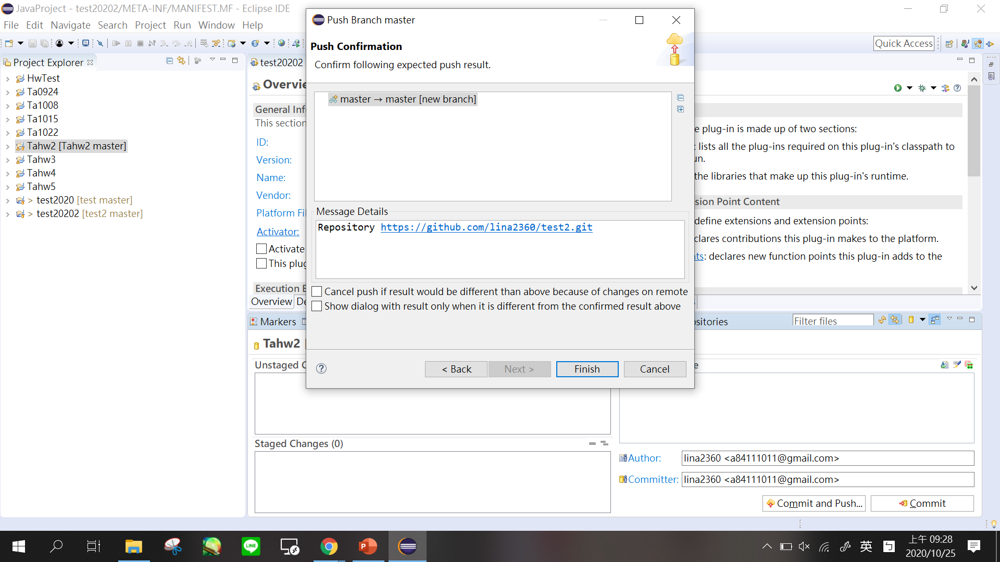 JavaProject - test20202/META-INF/MANIFEST.MF - Eclipse IDE
File Edit Navigate Search Project Run Window Help
Quick Access
Project Explorer
HwTest
Ta0924
Ta1008
Ta1015
Ta1022
Tahw2 [Tahw2 master]
Tahw3
Tahw4
Tahw5
> test2020 [test master]
> test20202 [test2 master]
test20202
Overvie
General Inf
This section
ID:
Version:
Name:
Vendor:
Platform Fi
Activator:
Activate
This plug
Execution E
Overview De
Push Branch master
Push Confirmation
Confirm following expected push result.
master → master [new branch]
Message Details
Repository https://github.com/lina2360/test2.git
Cancel push if result would be different than above because of changes on remote
Show dialog with result only when it is different from the confirmed result above
< Back Next > Finish Cancel
e plug-in is made up of two sections:
: lists all the plug-ins required on this plug-in's classpath to
un.
the libraries that make up this plug-in's runtime.
sion Point Content
define extensions and extension points:
clares contributions this plug-in makes to the platform.
ts: declares new function points this plug-in adds to the
Markers
ositories
Filter files
Tahw2 [
Unstaged C
e
Staged Changes (0)
Author: lina2360 <a84111011@gmail.com>
Committer: lina2360 <a84111011@gmail.com>
Commit and Push... Commit
LINE
英
ㄅ
上午 09:28
2020/10/25